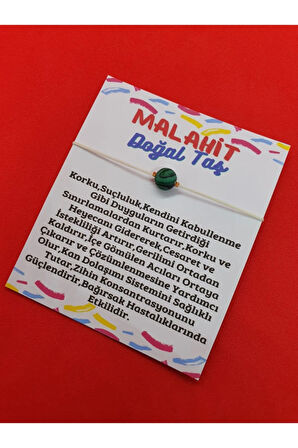 MALAHİT
Doğal Taş
Korku,Suçluluk,Kendini Kabullenme
Gibi Duyguların Getirdiği
Sınırlamalardan Kurtarır,Korku ve
Heyecanı Gidererek,Cesaret ve
İstekliliği Artırır,Gerilimi Ortadan
Kaldırır,İçe Gömülen Acıları Ortaya
Çıkarır ve Çözümlenmesine Yardımcı
Olur,Kan Dolaşımı Sistemini Sağlıklı
Tutar,Zihin Konsantrasyonunu
Güçlendirir,Bağırsak Hastalıklarında
Etkilidir.